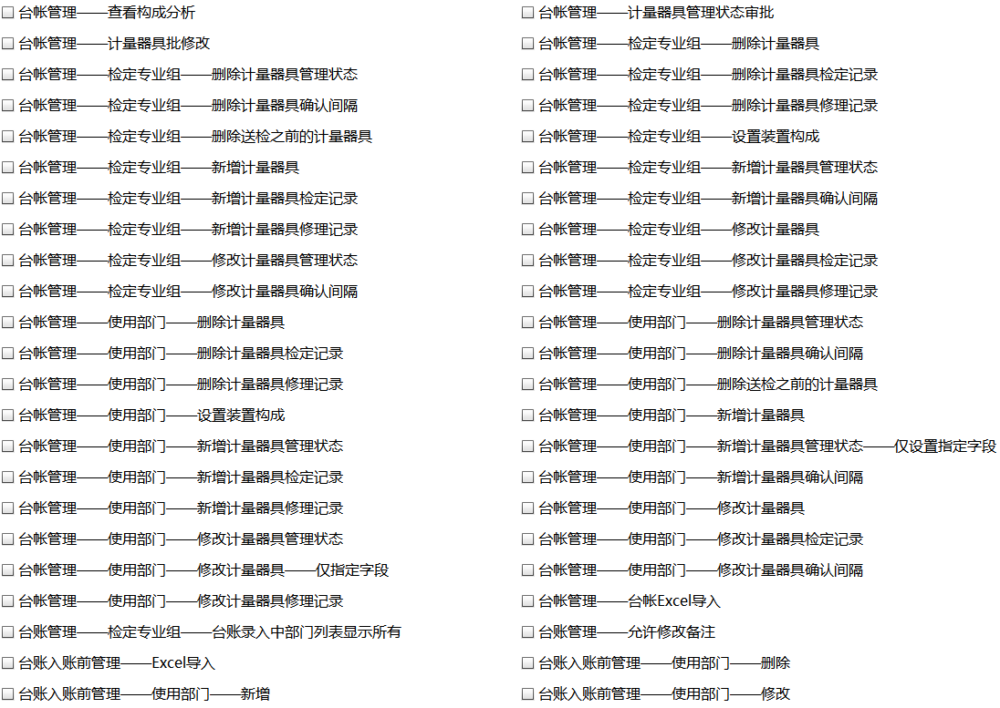 台帐管理——查看构成分析
台帐管理——计量器具管理状态审批
台帐管理——计量器具批修改
台帐管理——检定专业组——删除计量器具
台帐管理——检定专业组——删除计量器具管理状态
台帐管理——检定专业组——删除计量器具检定记录
台帐管理——检定专业组——删除计量器具确认间隔
台帐管理——检定专业组——删除计量器具修理记录
台帐管理——检定专业组——删除送检之前的计量器具
台帐管理——检定专业组——设置装置构成
台帐管理——检定专业组——新增计量器具
台帐管理——检定专业组——新增计量器具管理状态
台帐管理——检定专业组——新增计量器具检定记录
台帐管理——检定专业组——新增计量器具确认间隔
台帐管理——检定专业组——新增计量器具修理记录
台帐管理——检定专业组——修改计量器具
台帐管理——检定专业组——修改计量器具管理状态
台帐管理——检定专业组——修改计量器具检定记录
台帐管理——检定专业组——修改计量器具确认间隔
台帐管理——检定专业组——修改计量器具修理记录
台帐管理——使用部门——删除计量器具
台帐管理——使用部门——删除计量器具管理状态
台帐管理——使用部门——删除计量器具检定记录
台帐管理——使用部门——删除计量器具确认间隔
台帐管理——使用部门——删除计量器具修理记录
台帐管理——使用部门——删除送检之前的计量器具
台帐管理——使用部门——设置装置构成
台帐管理——使用部门——新增计量器具
台帐管理——使用部门——新增计量器具管理状态
台帐管理——使用部门——新增计量器具管理状态——仅设置指定字段
台帐管理——使用部门——新增计量器具检定记录
台帐管理——使用部门——新增计量器具确认间隔
台帐管理——使用部门——新增计量器具修理记录
台帐管理——使用部门——修改计量器具
台帐管理——使用部门——修改计量器具管理状态
台帐管理——使用部门——修改计量器具检定记录
台帐管理——使用部门——修改计量器具——仅指定字段
台帐管理——使用部门——修改计量器具确认间隔
台帐管理——使用部门——修改计量器具修理记录
台帐管理——台帐Excel导入
台账管理——检定专业组——台账录入中部门列表显示所有
台账管理——允许修改备注
台账入账前管理——Excel导入
台账入账前管理——使用部门——删除
台账入账前管理——使用部门——新增
台账入账前管理——使用部门——修改